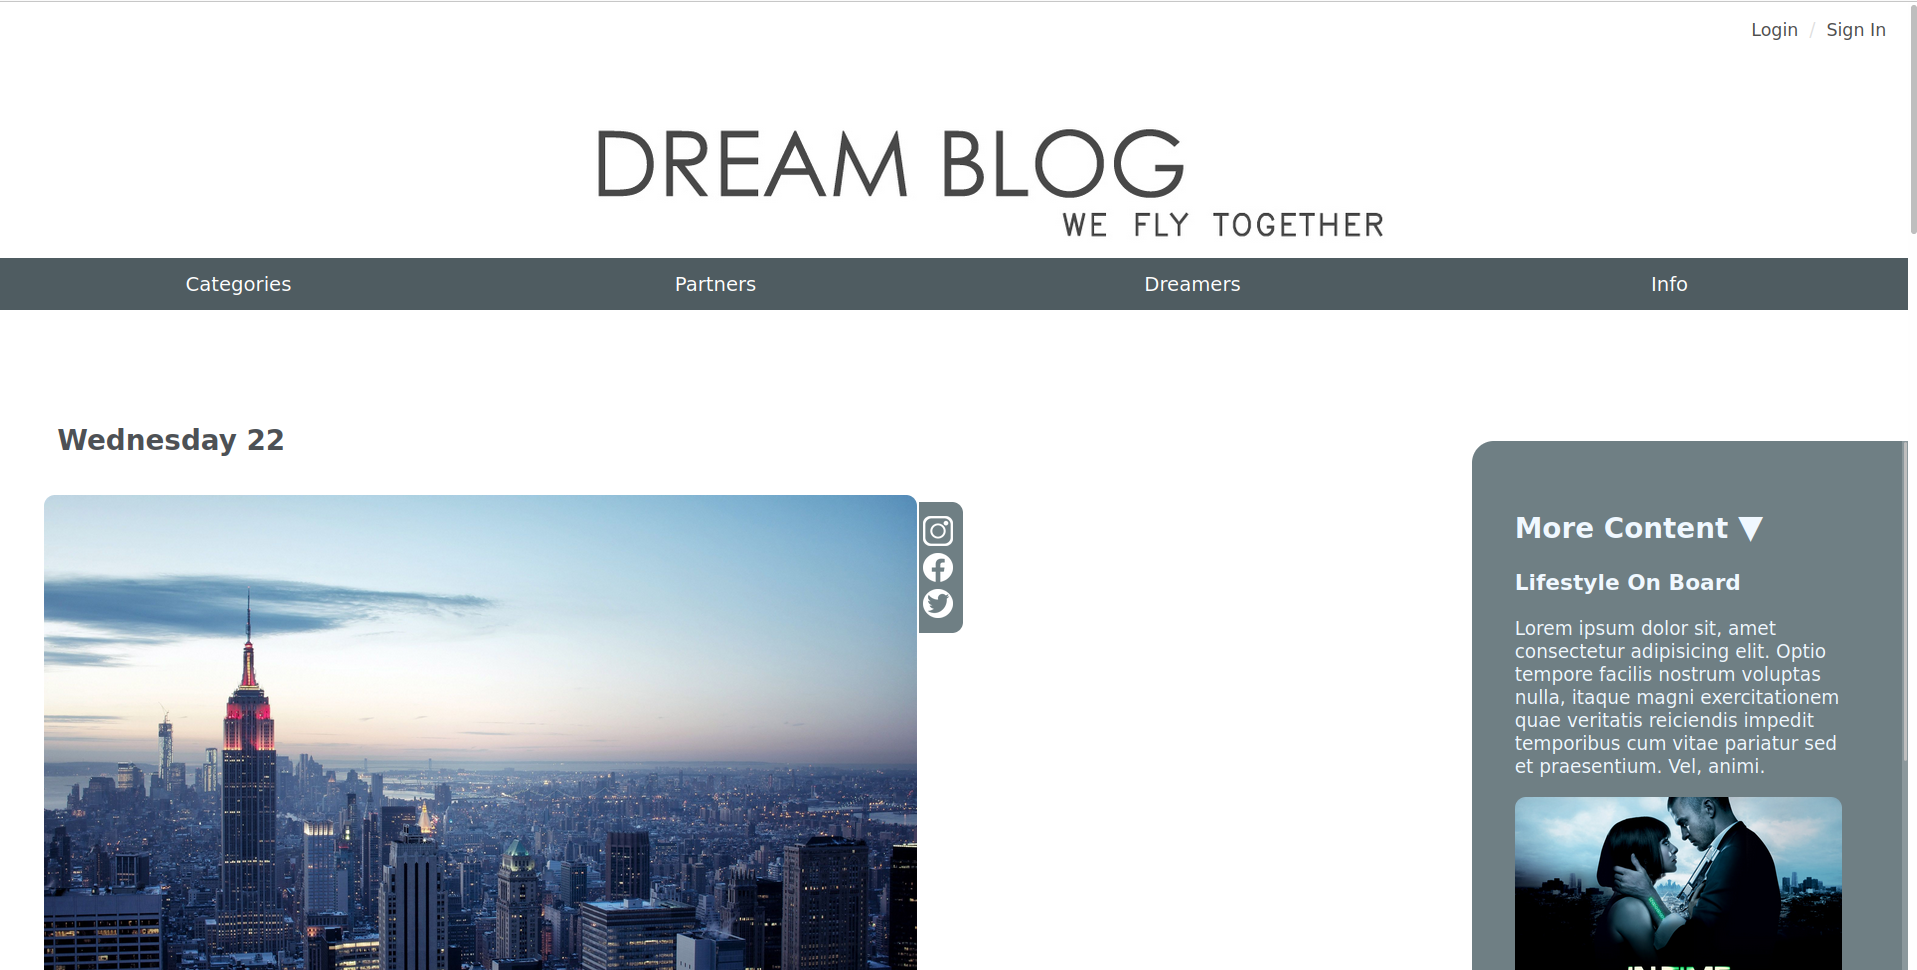 Login / Sign In
DREAM BLOG
WE FLY TOGETHER
Categories
Partners
Dreamers
Info
Wednesday 22
More Content ▼
Lifestyle On Board
Lorem ipsum dolor sit, amet
consectetur adipisicing elit. Optio
tempore facilis nostrum voluptas
nulla, itaque magni exercitationem
quae veritatis reiciendis impedit
temporibus cum vitae pariatur sed
et praesentium. Vel, animi.